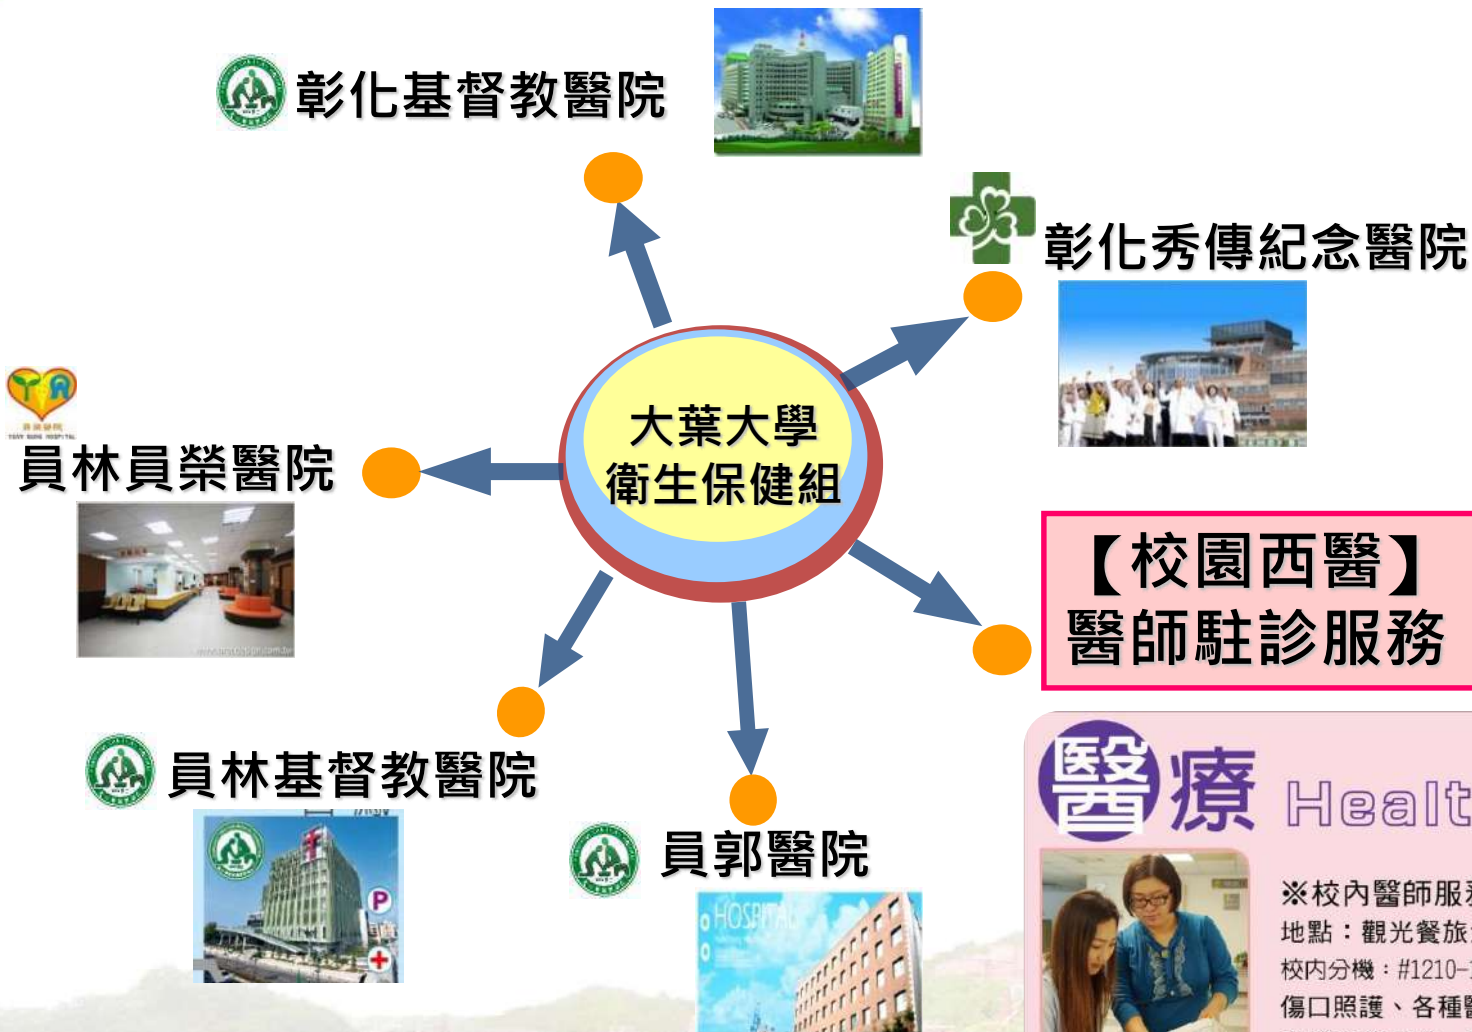 彰化基督教醫院
彰化秀傳紀念醫院
大葉大學
衛生保健組
員林員榮醫院
【校園西醫】
醫師駐診服務
員林基督教醫院
員郭醫院
HOSPITAL
P
醫療 Healt
※校內醫師服
地點：觀光餐旅
校內分機：#1210-
傷口照護、各種